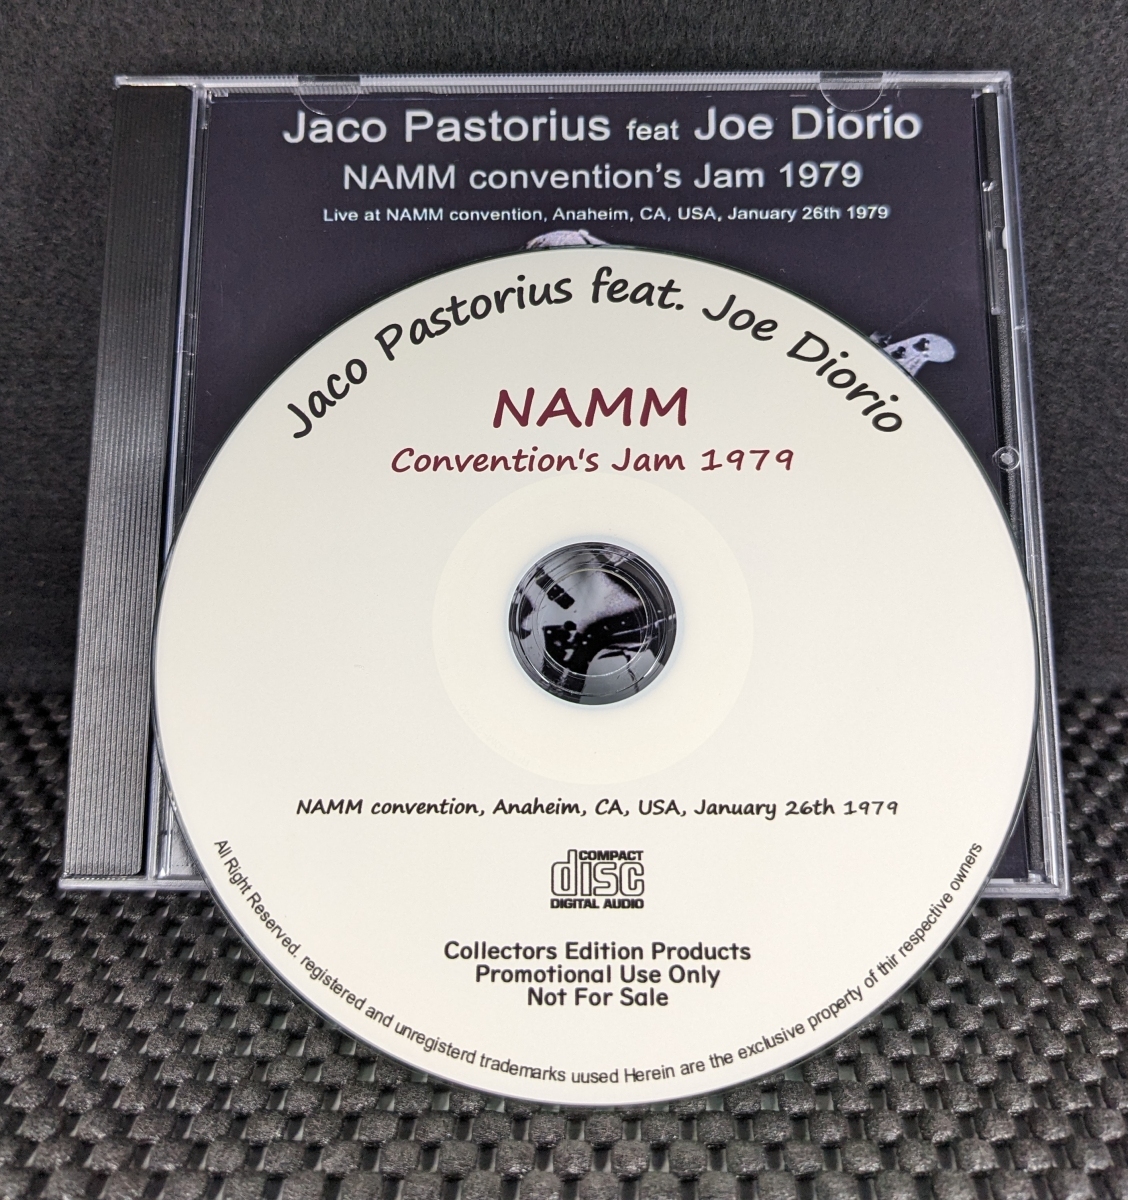 Jaco Pastorius feat Joe Diorio
NAMM convention's Jam 1979
Live at NAMM convention, Anaheim, CA, USA, January 26th 1979
Jaco Pastorius feat. Joe Diorio
NAMM
Convention's Jam 1979
NAMM convention, Anaheim, CA, USA, January 26th 1979
COMPACT
disc
DIGITAL AUDIO
Collectors Edition Products
Promotional Use Only
Not For Sale
All Right Reserved. registered and unregisterd trademarks uused Herein are the exclusive property of thir respective owners